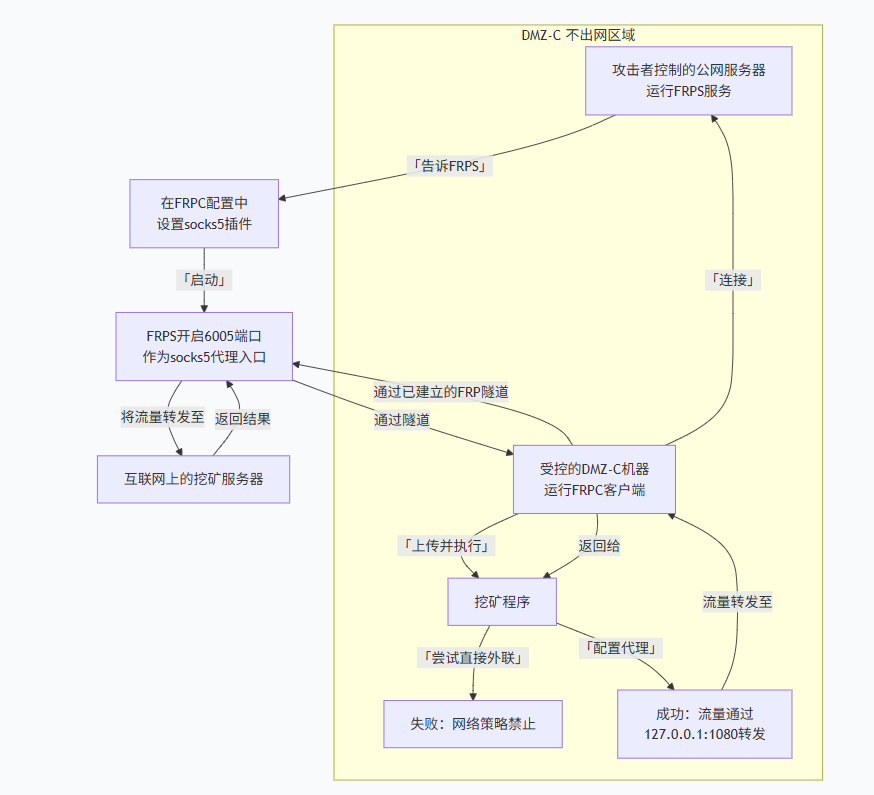 DMZ-C 不出网区域
攻击者控制的公网服务器
运行FRPS服务
「告诉FRPS」
在FRPC配置中
设置socks5插件
「启动」
「连接」
FRPS开启6005端口
作为socks5代理入口
通过已建立的FRP隧道
将流量转发至
返回结果
通过隧道
互联网上的挖矿服务器
受控的DMZ-C机器
运行FRPC客户端
「上传并执行」
返回给
挖矿程序
流量转发至
「尝试直接外联」
「配置代理」
失败：网络策略禁止
成功：流量通过
127.0.0.1:1080转发